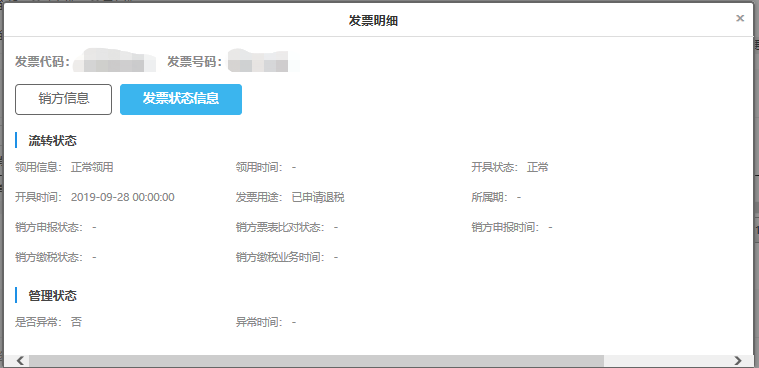 发票明细 ×
发票代码： 发票号码：
销方信息 发票状态信息
流转状态
领用信息： 正常领用 领用时间： - 开具状态： 正常
开具时间： 2019-09-28 00:00:00 发票用途： 已申请退税 所属期： -
销方申报状态： - 销方票表比对状态： - 销方申报时间： -
销方缴税状态： - 销方缴税业务时间： -
管理状态
是否异常： 否 异常时间： -